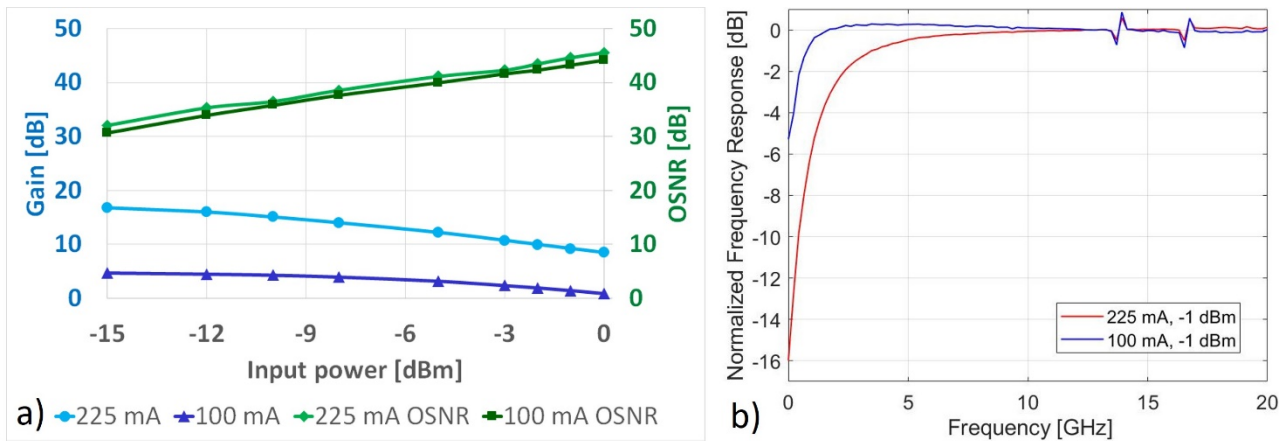 50
40
30
20
10
0
Gain [dB]
50
40
30
20
10
0
OSNR [dB]
-15 -12 -9 -6 -3 0
Input power [dBm]
a)
225 mA 100 mA 225 mA OSNR 100 mA OSNR
0
-2
-4
-6
-8
-10
-12
-14
-16
Normalized Frequency Response [dB]
225 mA, -1 dBm
100 mA, -1 dBm
0 5 10 15 20
Frequency [GHz]
b)